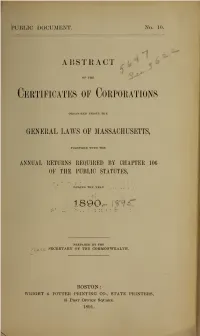 PUBLIC DOCUMENT. No. 10.
ABSTRACT
OF THE
CERTIFICATES OF CORPORATIONS
ORGANIZED UNDER THE
GENERAL LAWS OF MASSACHUSETTS,
TOGETHER WITH THE
ANNUAL RETURNS REQUIRED BY CHAPTER 106
OF THE PUBLIC STATUTES,
DURING THE YEAR
1890.
PREPARED BY THE
SECRETARY OF THE COMMONWEALTH.
BOSTON:
WRIGHT & POTTER PRINTING CO., STATE PRINTERS,
18 POST OFFICE SQUARE.
1891.